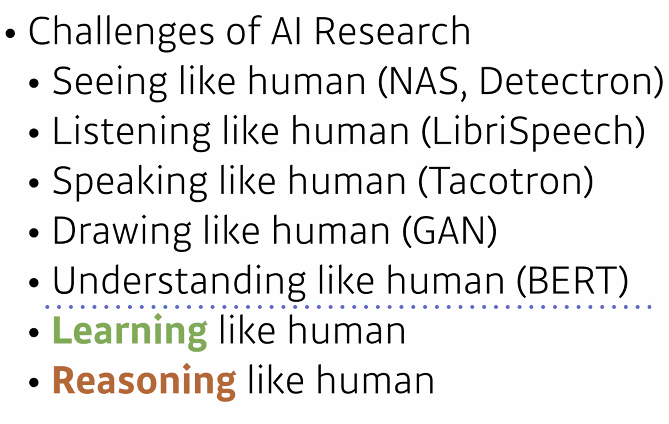 • Challenges of AI Research
• Seeing like human (NAS, Detectron)
• Listening like human (LibriSpeech)
• Speaking like human (Tacotron)
• Drawing like human (GAN)
• Understanding like human (BERT)
• Learning like human
• Reasoning like human